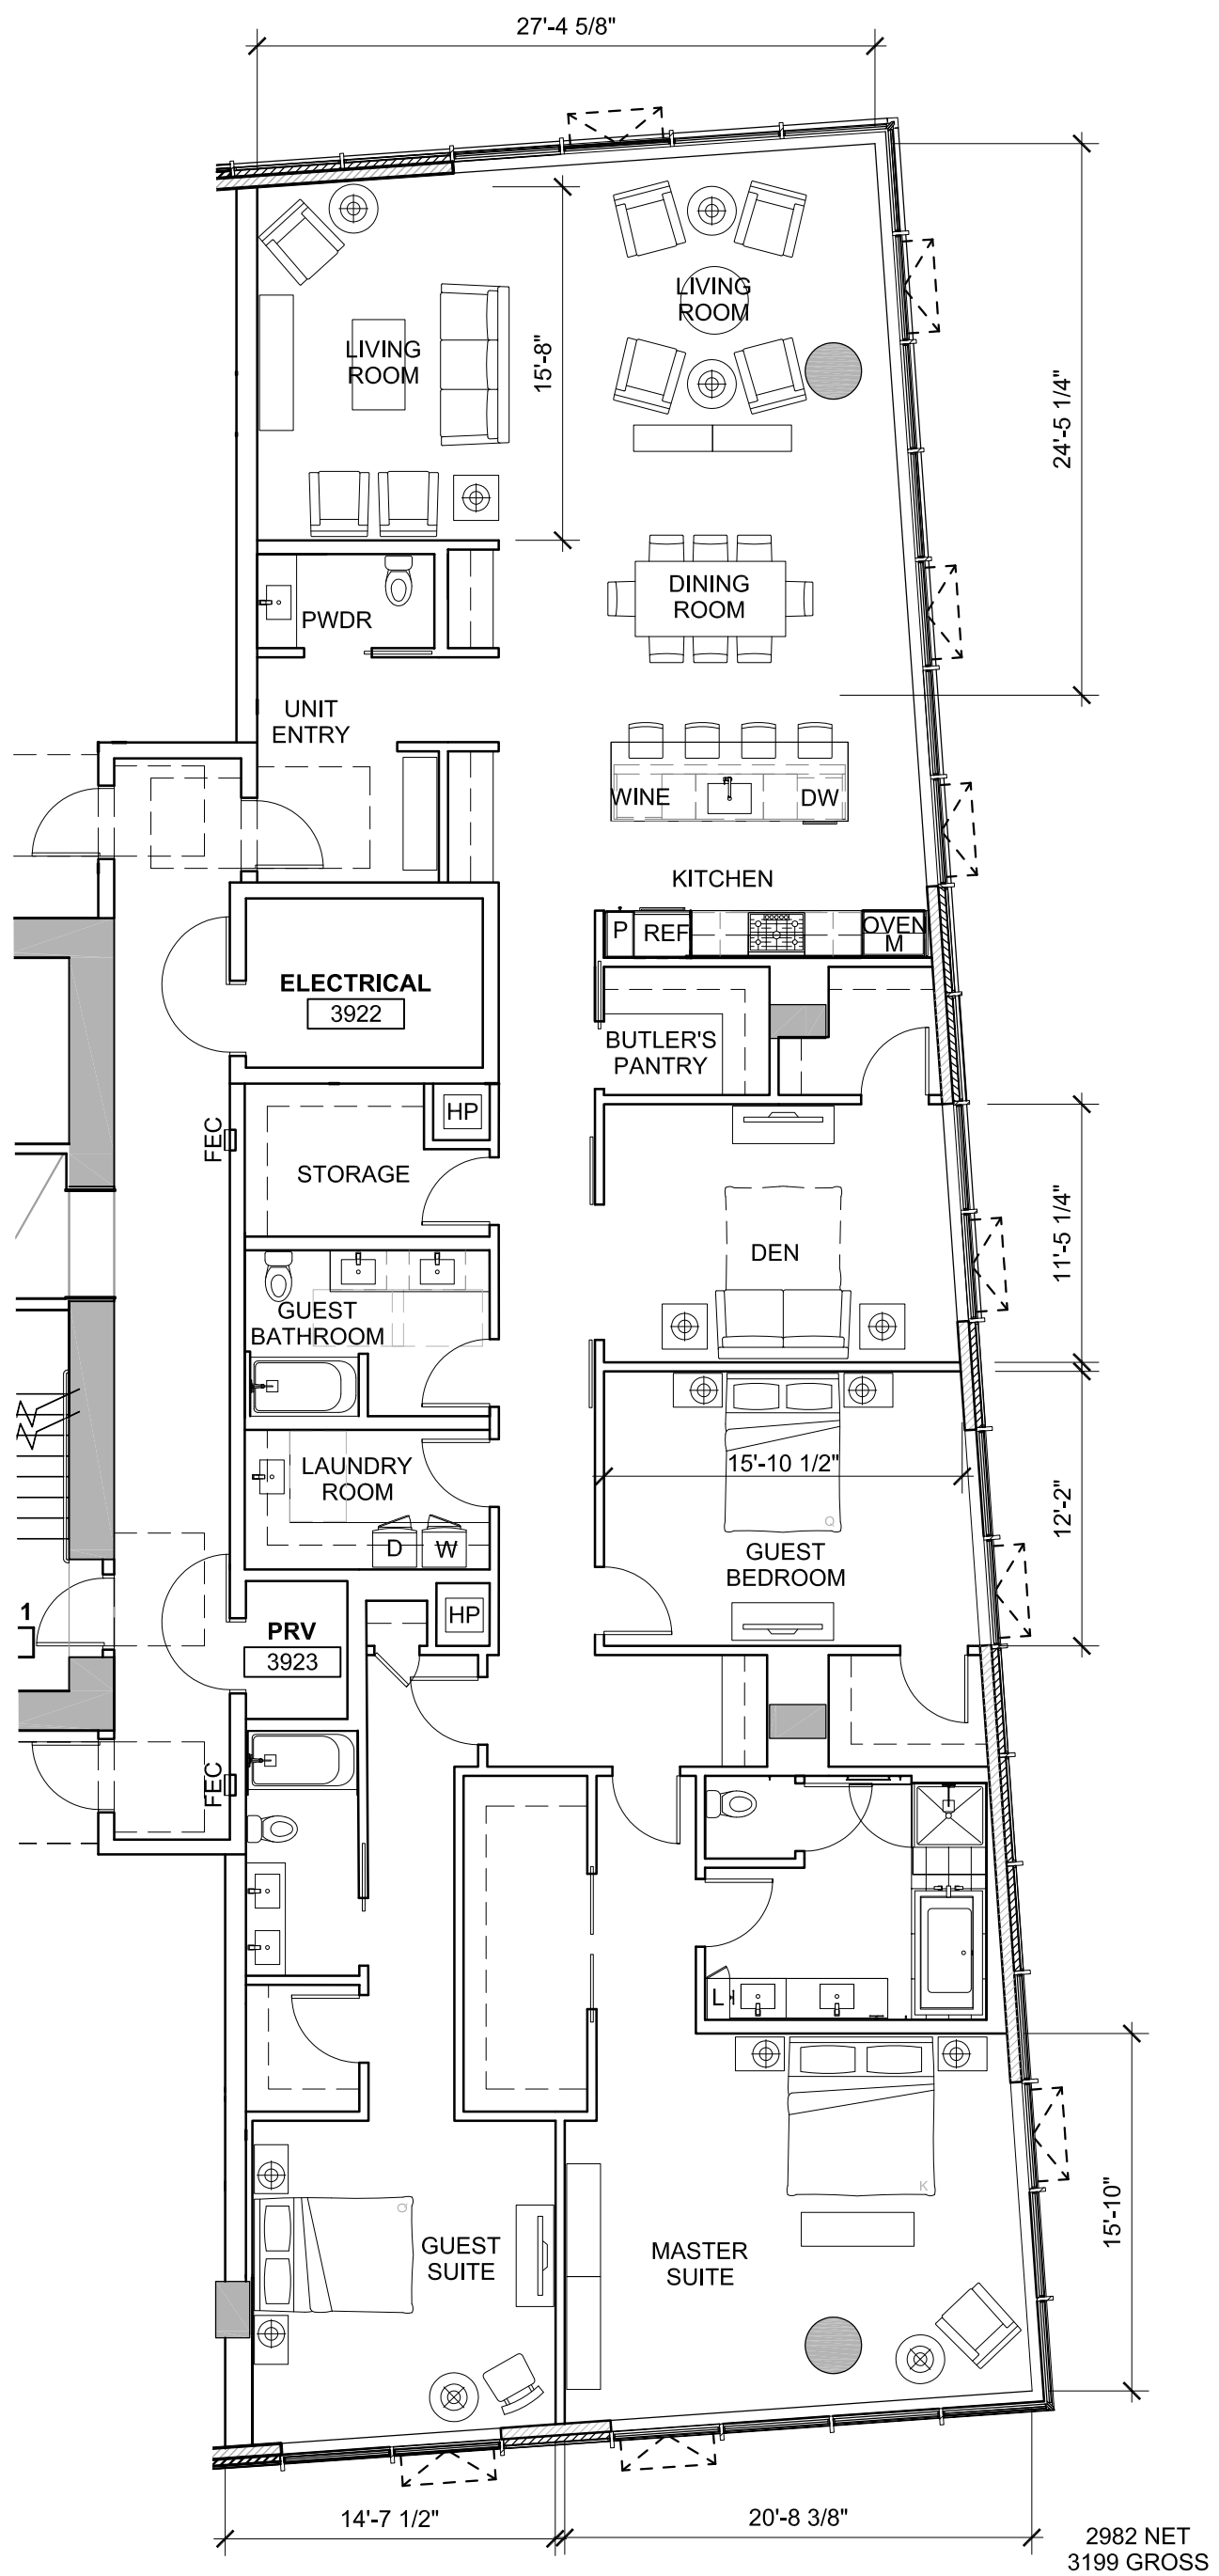 27'-4 5/8"
LIVING
ROOM
LIVING
ROOM
15'-8"
24'-5 1/4"
DINING
ROOM
PWDR
UNIT
ENTRY
WINE
DW
KITCHEN
P
REF
OVEN
M
ELECTRICAL
3922
BUTLER'S
PANTRY
HP
FEC
STORAGE
11'-5 1/4"
DEN
GUEST
BATHROOM
15'-10 1/2"
LAUNDRY
ROOM
12'-2"
Q
D
W
GUEST
BEDROOM
1
HP
PRV
3923
FEC
L
K
15'-10"
Q
GUEST
SUITE
MASTER
SUITE
14'-7 1/2"
20'-8 3/8"
2982 NET
3199 GROSS